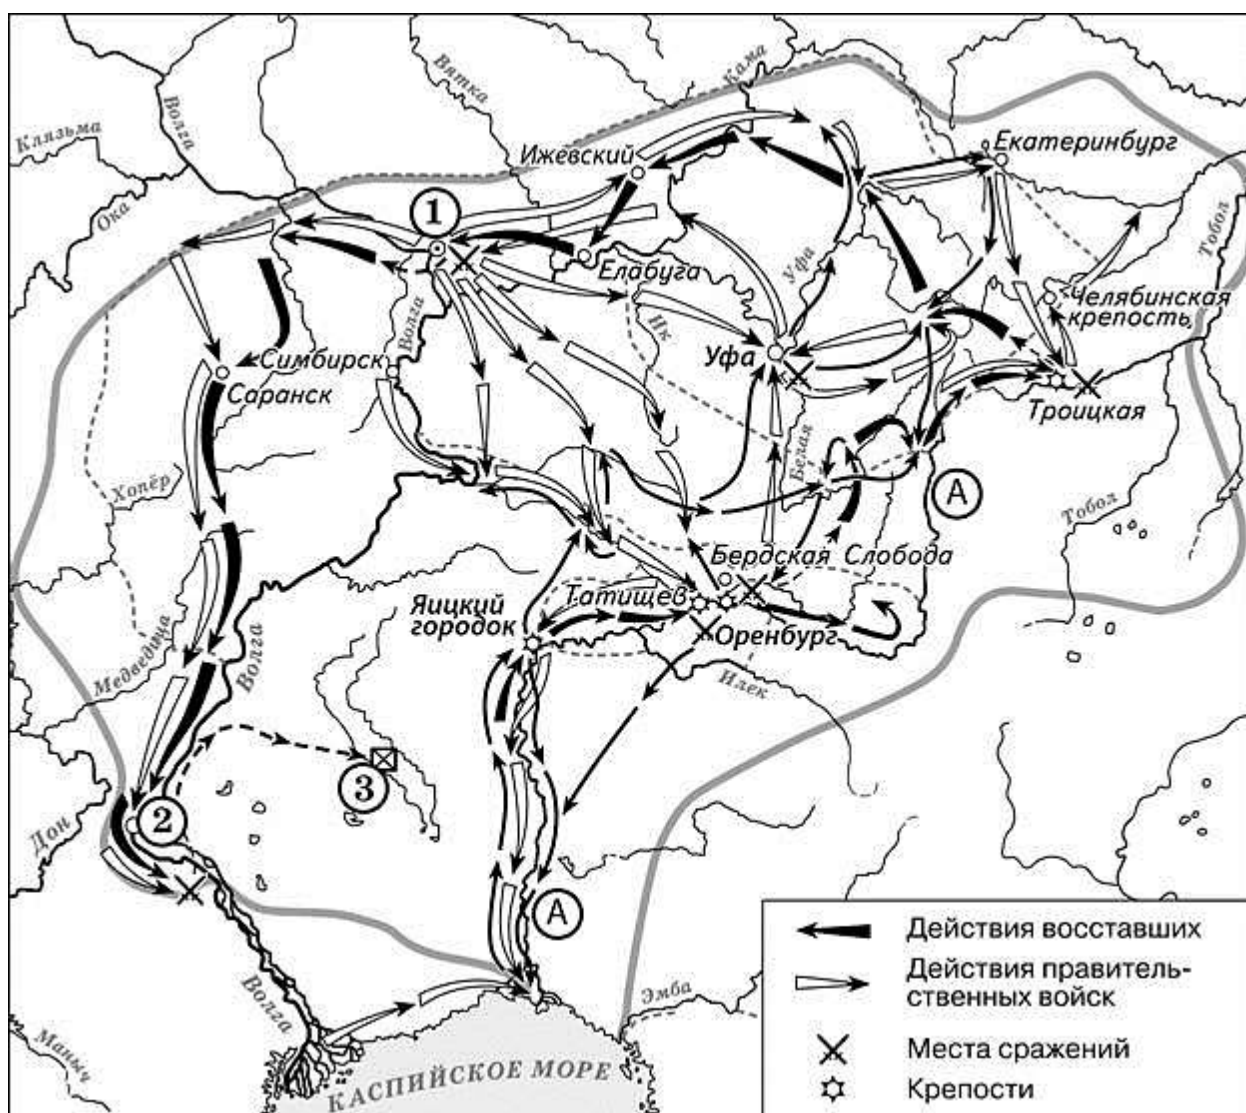 Вятка
Кама
Волга
Клязьма
Ижевский
Екатеринбург
Ока
1
Тобол
Елабуга
Уфа
Волга
Ик
Челябинская
крепость
Симбирск
Саранск
Уфа
Троицкая
Белая
Хопёр
А
Тобол
Бердская Слобода
Татищев
Яицкий
городок
Оренбург
Медведица
Волга
Илек
3
2
Дон
А
Действия восставших
Действия правитель-
ственных войск
Волга
Эмба
Места сражений
Маныч
КАСПИЙСКОЕ МОРЕ
Крепости